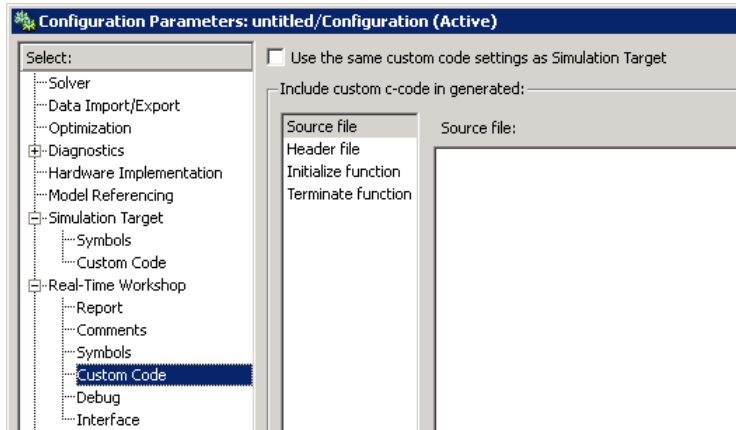 Configuration Parameters: untitled/Configuration (Active)
Select:
Solver
Data Import/Export
Optimization
Diagnostics
Hardware Implementation
Model Referencing
Simulation Target
Symbols
Custom Code
Real-Time Workshop
Report
Comments
Symbols
Custom Code
Debug
Interface
Use the same custom code settings as Simulation Target
Include custom c-code in generated:
Source file
Header file
Initialize function
Terminate function
Source file: